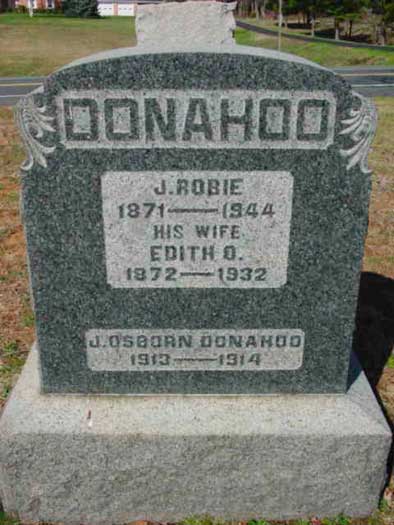 DONAHOO
J. ROBIE
1871—1944
HIS WIFE
EDITH O.
1872—1932
J. OSBORN DONAHOO
1913—1914